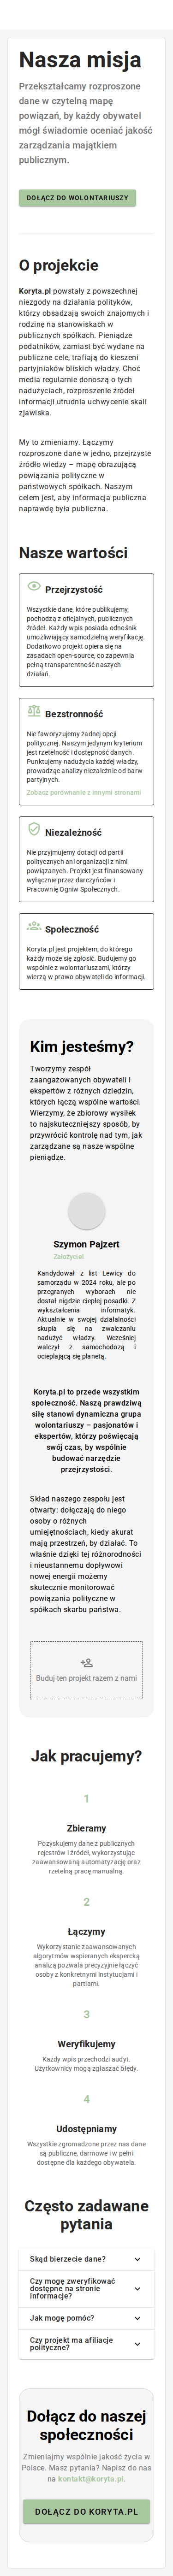 Nasza misja
Przekształcamy rozproszone
dane w czytelną mapę
powiązań, by każdy obywatel
mógł świadomie oceniać jakość
zarządzania majątkiem
publicznym.
DOŁĄCZ DO WOLONTARIUSZY
O projekcie
Koryta.pl powstały z powszechnej
niezgody na działania polityków,
którzy obsadzają swoich znajomych i
rodzinę na stanowiskach w
publicznych spółkach. Pieniądze
podatników, zamiast być wydane na
publiczne cele, trafiają do kieszeni
partyjniaków bliskich władzy. Choć
media regularnie donoszą o tych
nadużyciach, rozproszenie źródeł
informacji utrudnia uchwycenie skali
zjawiska.
My to zmieniamy. Łączymy
rozproszone dane w jedno, przejrzyste
źródło wiedzy – mapę obrazującą
powiązania polityczne w
państwowych spółkach. Naszym
celem jest, aby informacja publiczna
naprawdę była publiczna.
Nasze wartości
Przejrzystość
Wszystkie dane, które publikujemy,
pochodzą z oficjalnych, publicznych
źródeł. Każdy wpis posiada odnośnik
umożliwiający samodzielną weryfikację.
Dodatkowo projekt opiera się na
zasadach open-source, co zapewnia
pełną transparentność naszych
działań.
Bezstronność
Nie faworyzujemy żadnej opcji
politycznej. Naszym jedynym kryterium
jest rzetelność i dostępność danych.
Punktujemy nadużycia każdej władzy,
prowadząc analizy niezależnie od barw
partyjnych.
Zobacz porównanie z innymi stronami
Niezależność
Nie przyjmujemy dotacji od partii
politycznych ani organizacji z nimi
powiązanych. Projekt jest finansowany
wyłącznie przez darczyńców i
Pracownię Ogniw Społecznych.
Społeczność
Koryta.pl jest projektem, do którego
każdy może się zgłosić. Budujemy go
wspólnie z wolontariuszami, którzy
wierzą w prawo obywateli do informacji.
Kim jesteśmy?
Tworzymy zespół
zaangażowanych obywateli i
ekspertów z różnych dziedzin,
których łączą wspólne wartości.
Wierzymy, że zbiorowy wysiłek
to najskuteczniejszy sposób, by
przywrócić kontrolę nad tym, jak
zarządzane są nasze wspólne
pieniądze.
Szymon Pajzert
Założyciel
Kandydował z list Lewicy do
samorządu w 2024 roku, ale po
przegranych wyborach nie
dostał nigdzie ciepłej posadki. Z
wykształcenia informatyk.
Aktualnie w swojej działalności
skupia się na zwalczaniu
nadużyć władzy. Wcześniej
walczył z samochodozą i
ocieplającą się planetą.
Koryta.pl to przede wszystkim
społeczność. Naszą prawdziwą
siłę stanowi dynamiczna grupa
wolontariuszy – pasjonatów i
ekspertów, którzy poświęcają
swój czas, by wspólnie
budować narzędzie
przejrzystości.
Skład naszego zespołu jest
otwarty: dołączają do niego
osoby o różnych
umiejętnościach, kiedy akurat
mają przestrzeń, by działać. To
właśnie dzięki tej różnorodności
i nieustannemu dopływowi
nowej energii możemy
skutecznie monitorować
powiązania polityczne w
spółkach skarbu państwa.
Buduj ten projekt razem z nami
Jak pracujemy?
1
Zbieramy
Pozyskujemy dane z publicznych
rejestrów i źródeł, wykorzystując
zaawansowaną automatyzację oraz
rzetelną pracę manualną.
2
Łączymy
Wykorzystanie zaawansowanych
algorytmów wspieranych ekspercką
analizą pozwala precyzyjnie łączyć
osoby z konkretnymi instytucjami i
partiami.
3
Weryfikujemy
Każdy wpis przechodzi audyt.
Użytkownicy mogą zgłaszać błędy.
4
Udostępniamy
Wszystkie zgromadzone przez nas dane
są publiczne, darmowe i w pełni
dostępne dla każdego obywatela.
Często zadawane
pytania
Skąd bierzecie dane?
Czy mogę zweryfikować
dostępne na stronie
informacje?
Jak mogę pomóc?
Czy projekt ma afiliacje
polityczne?
Dołącz do naszej
społeczności
Zmieniajmy wspólnie jakość życia w
Polsce. Masz pytania? Napisz do nas
na kontakt@koryta.pl.
DOŁĄCZ DO KORYTA.PL